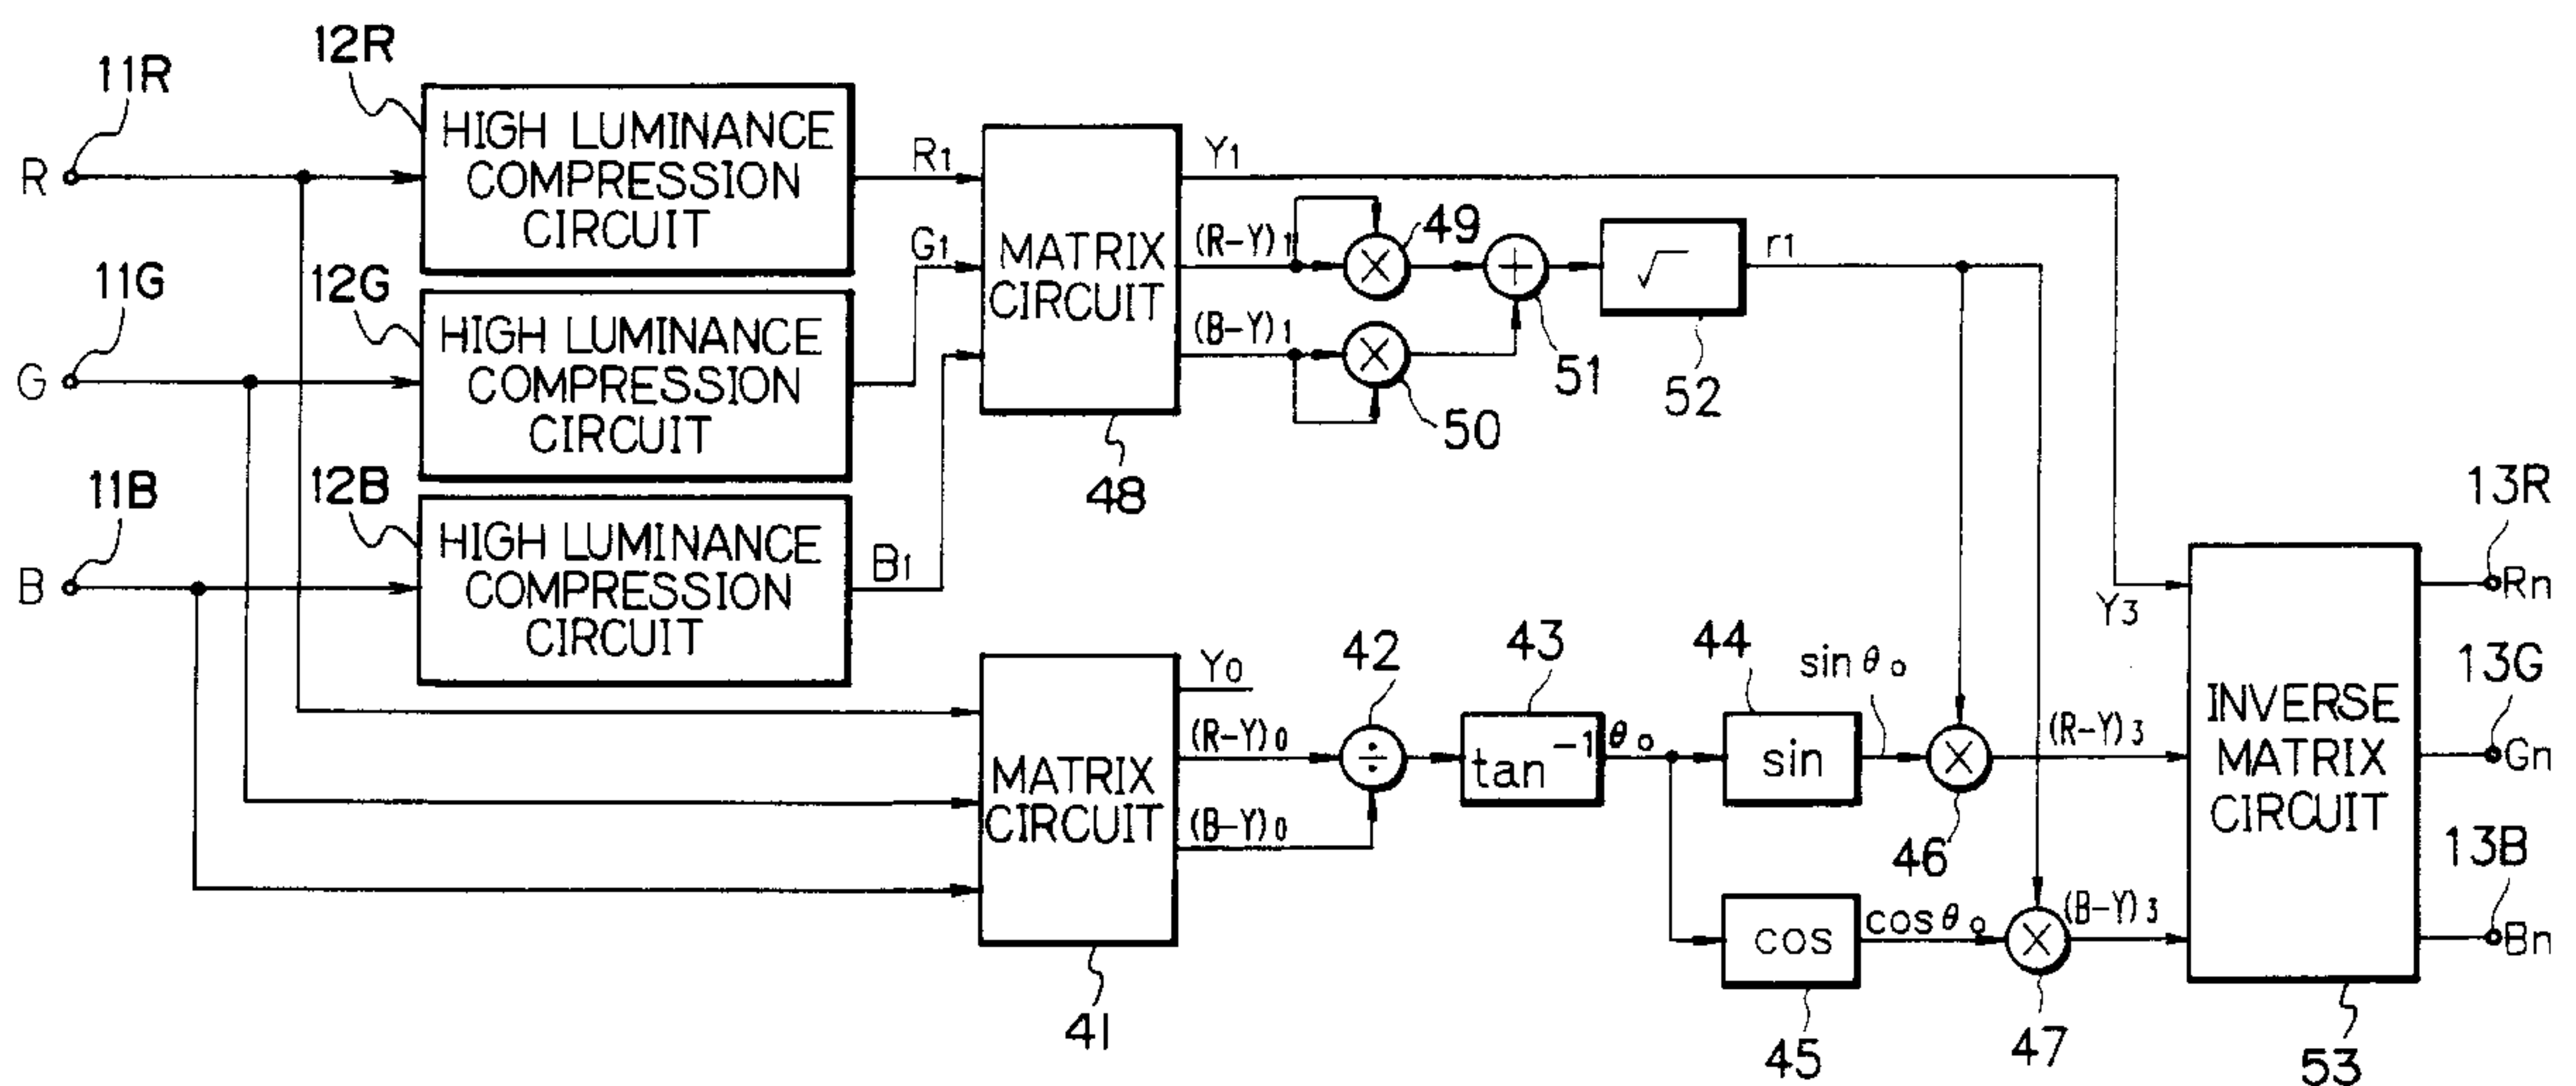 12R
11R
R
HIGH LUMINANCE
COMPRESSION
CIRCUIT
R1
12G
11G
G
HIGH LUMINANCE
COMPRESSION
CIRCUIT
G1
12B
11B
B
HIGH LUMINANCE
COMPRESSION
CIRCUIT
B1
MATRIX
CIRCUIT
48
Y1
(R-Y)1
(B-Y)1
×
49
×
50
+
51
√
52
r1
MATRIX
CIRCUIT
41
Y0
(R-Y)0
(B-Y)0
42
÷
43
tan⁻¹
θ0
44
sin
sin θ0
×
46
(R-Y)3
cos
45
cos θ0
×
47
(B-Y)3
Y3
INVERSE
MATRIX
CIRCUIT
53
13R
Rn
13G
Gn
13B
Bn